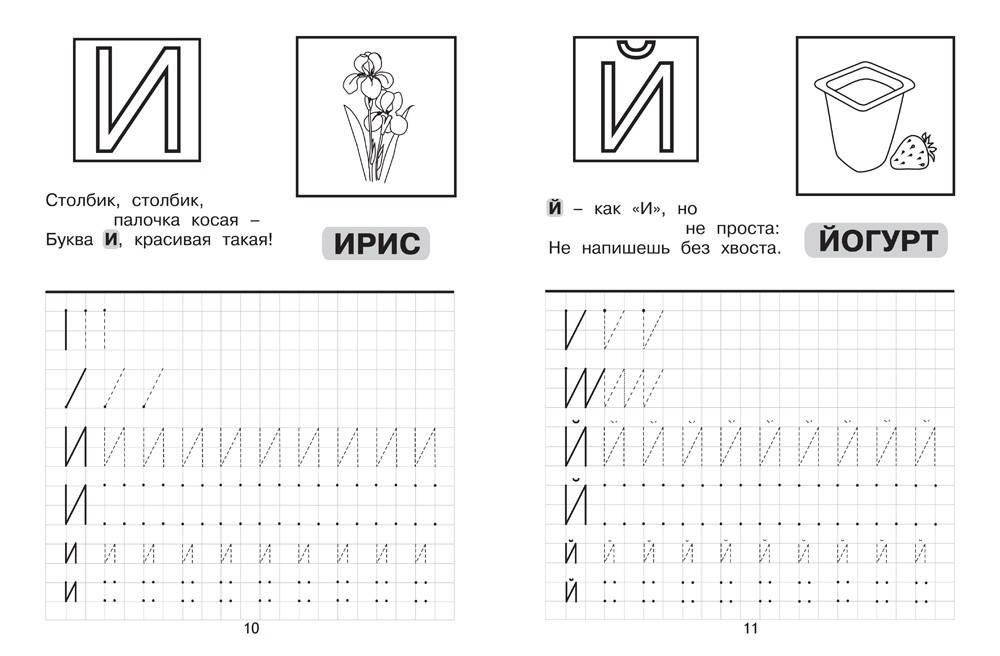 И
Столбик, столбик,
палочка косая –
Буква И, красивая такая!
ИРИС
И
И
И
И
10
Й
Й – как «И», но
не проста:
Не напишешь без хвоста.
ЙОГУРТ
Й Й Й Й Й Й Й Й Й Й
Й
Й Й Й Й Й Й Й Й Й Й
Й
11